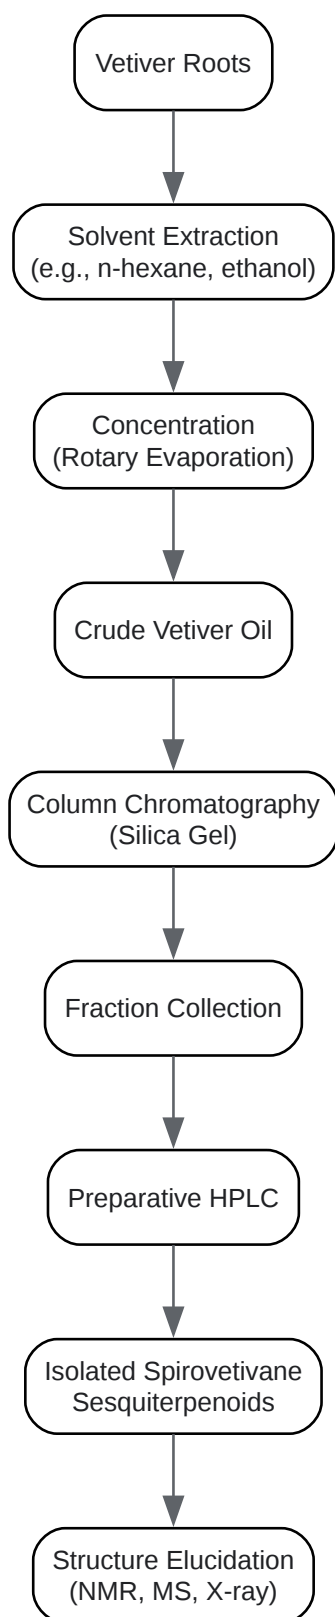 Vetiver Roots
Solvent Extraction
(e.g., n-hexane, ethanol)
Concentration
(Rotary Evaporation)
Crude Vetiver Oil
Column Chromatography
(Silica Gel)
Fraction Collection
Preparative HPLC
Isolated Spirovetivane
Sesquiterpenoids
Structure Elucidation
(NMR, MS, X-ray)